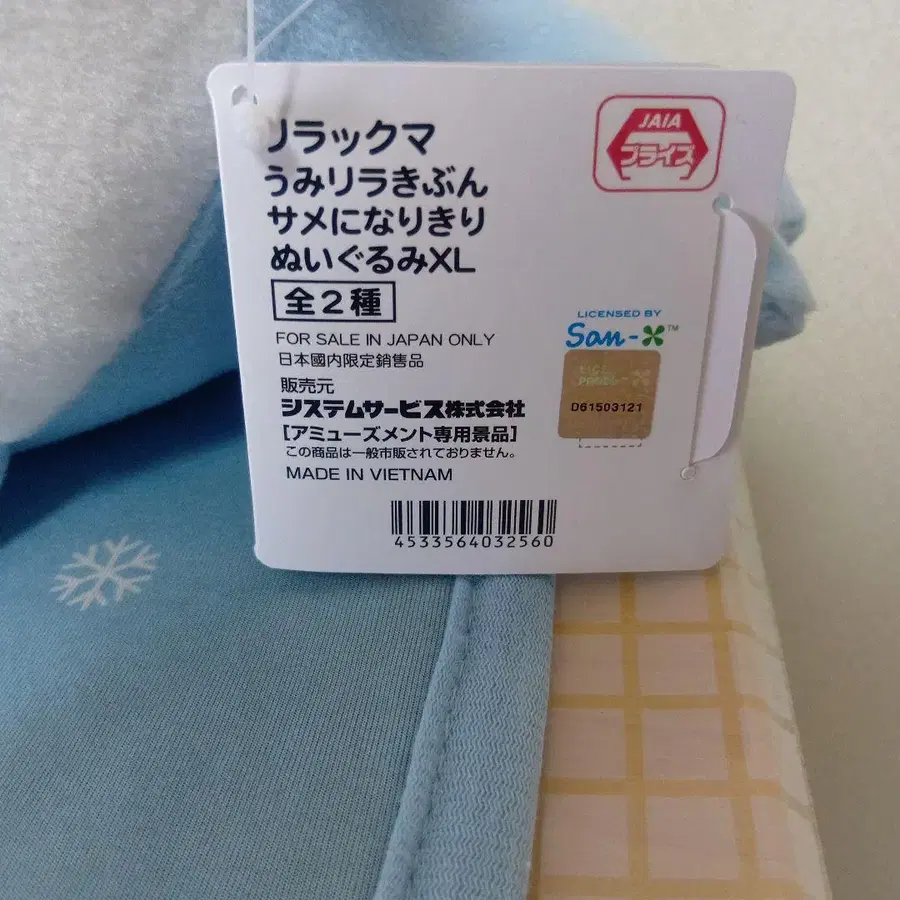 リラックマ
うみリラきぶん
サメになりきり
ぬいぐるみXL
全2種
FOR SALE IN JAPAN ONLY
日本國内限定銷售品
販売元
システムサービス株式会社
[アミューズメント専用景品]
この商品は一般市販されておりません。
MADE IN VIETNAM
4533564032560
JAIA
プライズ
LICENSED BY
San-X™
D61503121